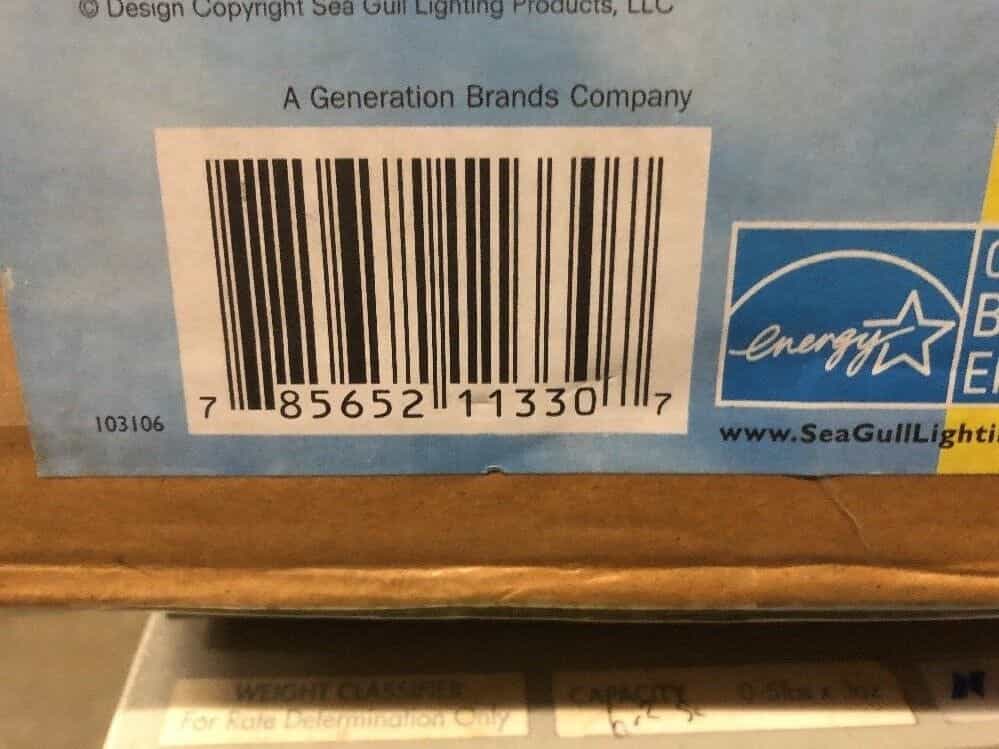 © Design Copyright Sea Gull Lighting Products, LLC
A Generation Brands Company
7 85652 11330 7
103106
energy
www.SeaGullLighti
WEIGHT CLASSIFIER
For Rate Determination Only
CAPACITY